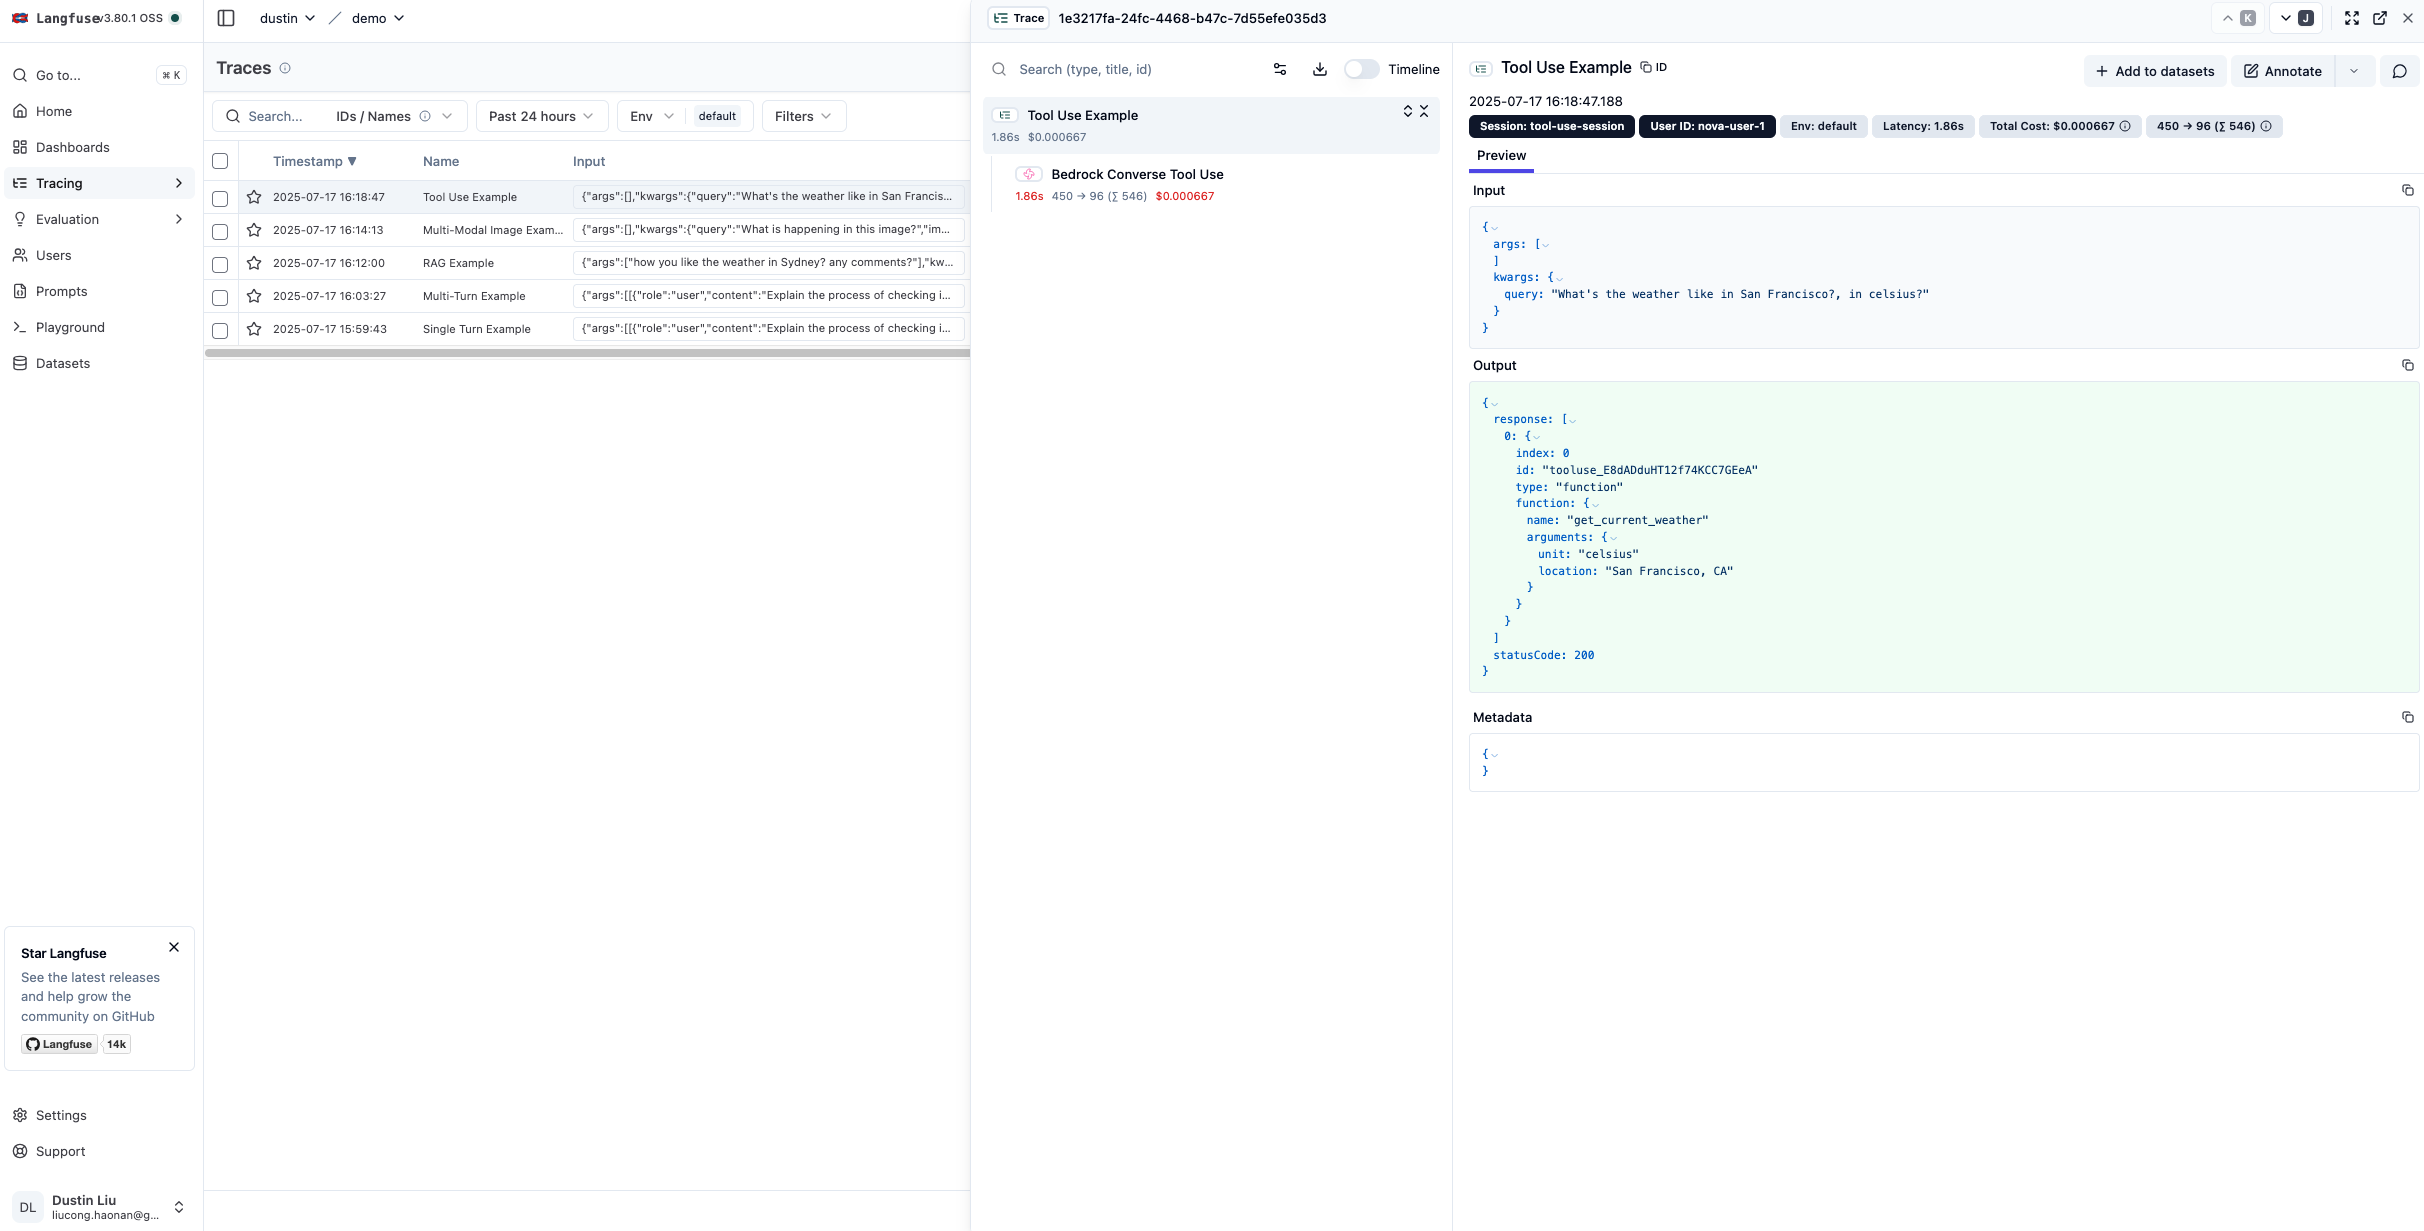 Langfuse v3.80.1 OSS
Go to... ⌘ K
Home
Dashboards
Tracing
Evaluation
Users
Prompts
Playground
Datasets
Star Langfuse
See the latest releases
and help grow the
community on GitHub
Langfuse 14k
Settings
Support
DL
Dustin Liu
liucong.haonan@g...
dustin / demo
Traces
Search... IDs / Names Past 24 hours Env default Filters
Timestamp ▼ Name Input
2025-07-17 16:18:47 Tool Use Example {"args":[],"kwargs":{"query":"What's the weather like in San Francis...
2025-07-17 16:14:13 Multi-Modal Image Exam... {"args":[],"kwargs":{"query":"What is happening in this image?","im...
2025-07-17 16:12:00 RAG Example {"args":["how you like the weather in Sydney? any comments?"],"kw...
2025-07-17 16:03:27 Multi-Turn Example {"args":[[{"role":"user","content":"Explain the process of checking i...
2025-07-17 15:59:43 Single Turn Example {"args":[[{"role":"user","content":"Explain the process of checking i...
Trace 1e3217fa-24fc-4468-b47c-7d55efe035d3 K J
Search (type, title, id) Timeline
Tool Use Example
1.86s $0.000667
Bedrock Converse Tool Use
1.86s 450 → 96 (∑ 546) $0.000667
Tool Use Example ID
+ Add to datasets Annotate
2025-07-17 16:18:47.188
Session: tool-use-session User ID: nova-user-1 Env: default Latency: 1.86s Total Cost: $0.000667 450 → 96 (∑ 546)
Preview
Input
{
args: [
]
kwargs: {
query: "What's the weather like in San Francisco?, in celsius?"
}
}
Output
{
response: [
0: {
index: 0
id: "tooluse_E8dADduHT12f74KCC7GEeA"
type: "function"
function: {
name: "get_current_weather"
arguments: {
unit: "celsius"
location: "San Francisco, CA"
}
}
}
]
statusCode: 200
}
Metadata
{
}